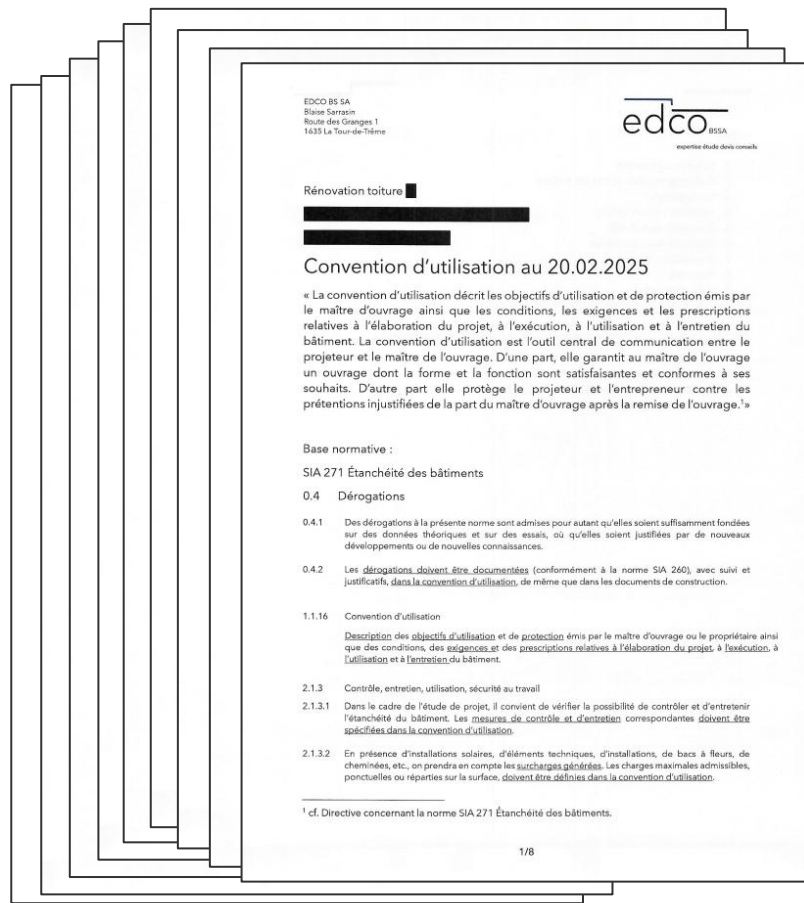 EDCO BS SA
Blaise Sarrasin
Route des Granges 1
1635 La Tour-de-Trême
edco BSSA
expertise étude devis conseils
Rénovation toiture
Convention d'utilisation au 20.02.2025
« La convention d'utilisation décrit les objectifs d'utilisation et de protection émis par
le maître d'ouvrage ainsi que les conditions, les exigences et les prescriptions
relatives à l'élaboration du projet, à l'exécution, à l'utilisation et à l'entretien du
bâtiment. La convention d'utilisation est l'outil central de communication entre le
projeteur et le maître de l'ouvrage. D'une part, elle garantit au maître de l'ouvrage
un ouvrage dont la forme et la fonction sont satisfaisantes et conformes à ses
souhaits. D'autre part elle protège le projeteur et l'entrepreneur contre les
prétentions injustifiées de la part du maître d'ouvrage après la remise de l'ouvrage.¹»
Base normative :
SIA 271 Étanchéité des bâtiments
0.4 Dérogations
0.4.1 Des dérogations à la présente norme sont admises pour autant qu'elles soient suffisamment fondées
sur des données théoriques et sur des essais, où qu'elles soient justifiées par de nouveaux
développements ou de nouvelles connaissances.
0.4.2 Les dérogations doivent être documentées (conformément à la norme SIA 260), avec suivi et
justificatifs, dans la convention d'utilisation, de même que dans les documents de construction.
1.1.16 Convention d'utilisation
Description des objectifs d'utilisation et de protection émis par le maître d'ouvrage ou le propriétaire ainsi
que des conditions, des exigences et des prescriptions relatives à l'élaboration du projet, à l'exécution, à
l'utilisation et à l'entretien du bâtiment.
2.1.3 Contrôle, entretien, utilisation, sécurité au travail
2.1.3.1 Dans le cadre de l'étude de projet, il convient de vérifier la possibilité de contrôler et d'entretenir
l'étanchéité du bâtiment. Les mesures de contrôle et d'entretien correspondantes doivent être
spécifiées dans la convention d'utilisation.
2.1.3.2 En présence d'installations solaires, d'éléments techniques, d'installations, de bacs à fleurs, de
cheminées, etc., on prendra en compte les surcharges générées. Les charges maximales admissibles,
ponctuelles ou réparties sur la surface, doivent être définies dans la convention d'utilisation.
¹ cf. Directive concernant la norme SIA 271 Étanchéité des bâtiments.
1/8